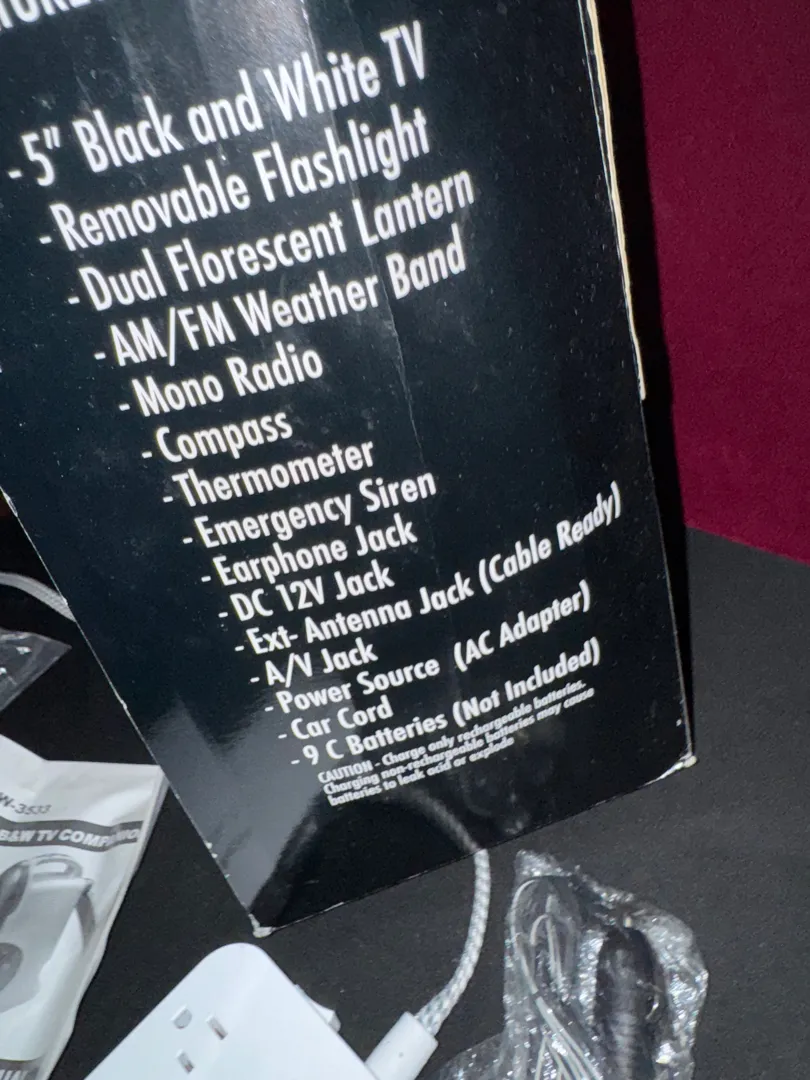 - 5" Black and White TV
- Removable Flashlight
- Dual Florescent Lantern
- AM/FM Weather Band
- Mono Radio
- Compass
- Thermometer
- Emergency Siren
- Earphone Jack
- DC 12V Jack
- Ext- Antenna Jack (Cable Ready)
- A/V Jack
- Power Source (AC Adapter)
- Car Cord
- 9 C Batteries (Not Included)
CAUTION - Charge only rechargeable batteries.
Charging non-rechargeable batteries may cause
batteries to leak acid or explode
W-3533
B&W TV